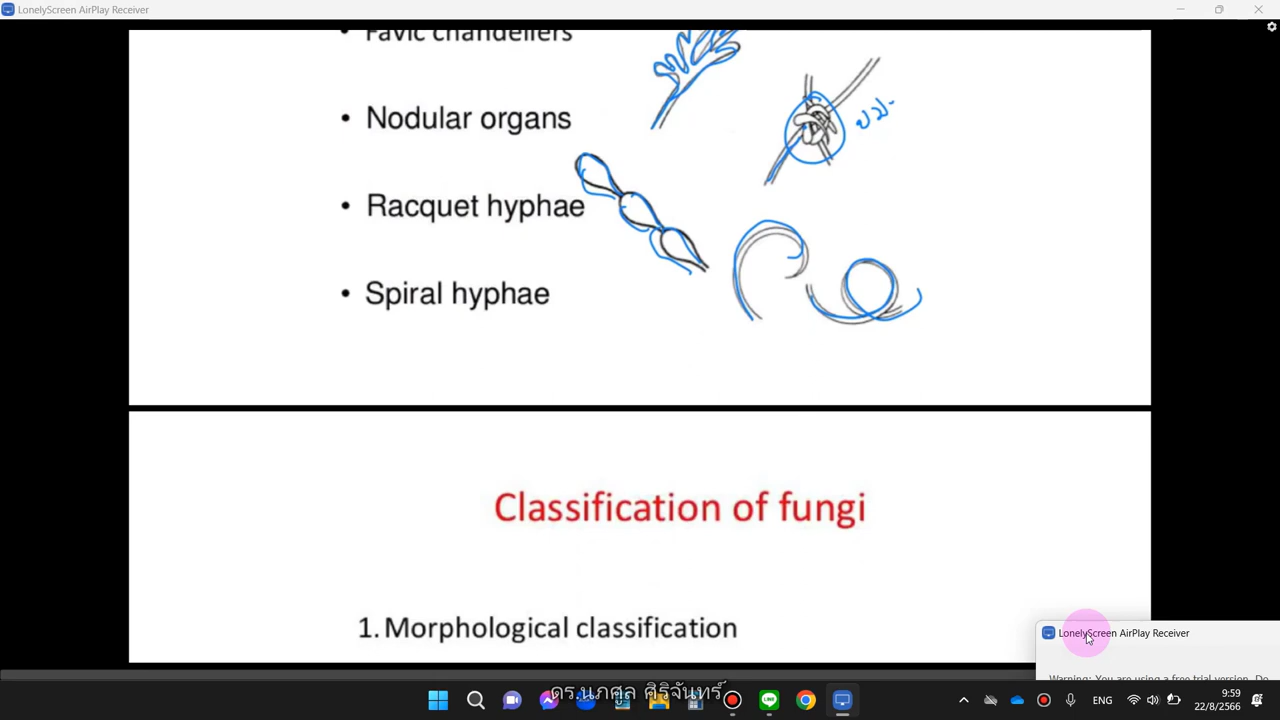 LonelyScreen AirPlay Receiver
• Favic chandeliers
• Nodular organs
ปม
• Racquet hyphae
• Spiral hyphae
Classification of fungi
1. Morphological classification
LonelyScreen AirPlay Receiver
Warning: You are using a free trial version. Do
ดร.นภศูล ศิริจันทร์
ENG
9:59
22/8/2566